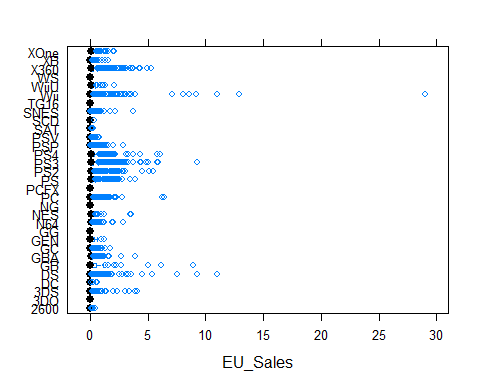 XOne
XB
X360
WS
WiiU
Wii
TG16
SNES
SCD
SAT
PSV
PSP
PS4
PS3
PS2
PS
PCFX
PC
NG
NES
N64
GG
GEN
GC
GBA
GB
DS
DC
3DS
3DO
2600
0 5 10 15 20 25 30
EU_Sales